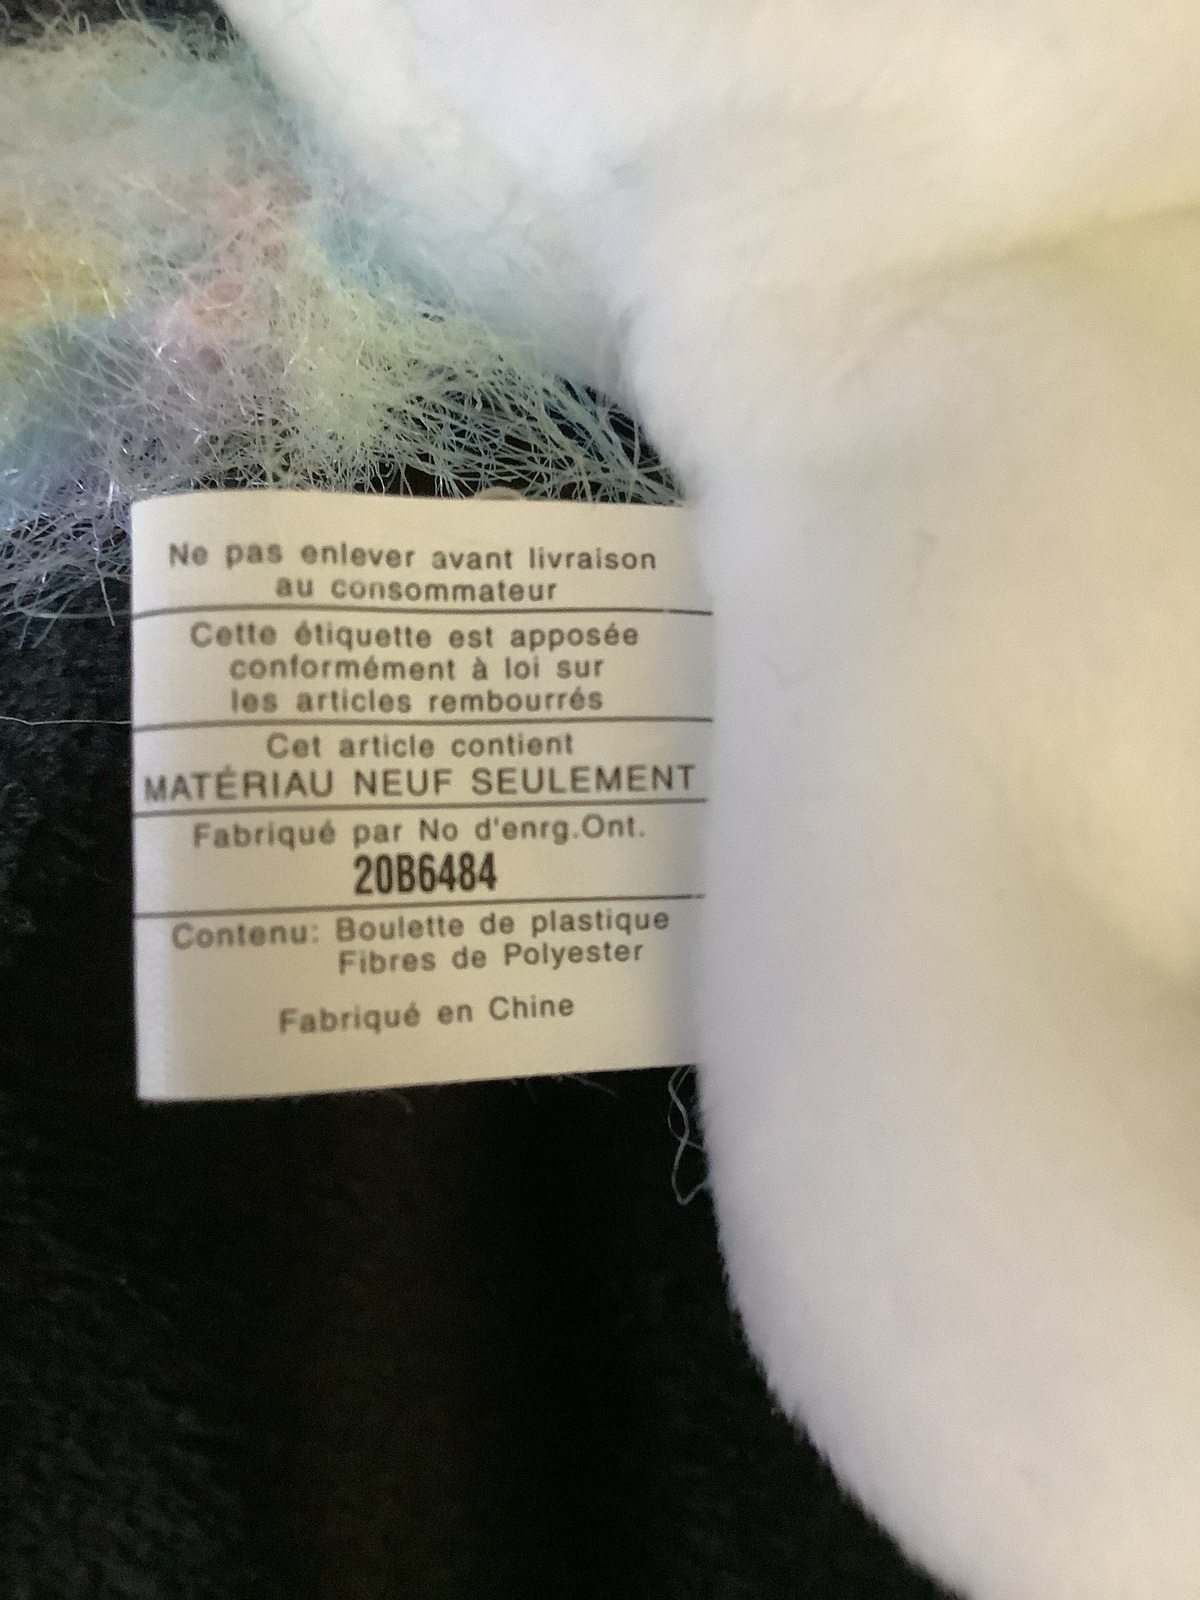 Ne pas enlever avant livraison
au consommateur
Cette étiquette est apposée
conformément à loi sur
les articles rembourrés
Cet article contient
MATÉRIAU NEUF SEULEMENT
Fabriqué par No d'enrg.Ont.
20B6484
Contenu: Boulette de plastique
Fibres de Polyester
Fabriqué en Chine